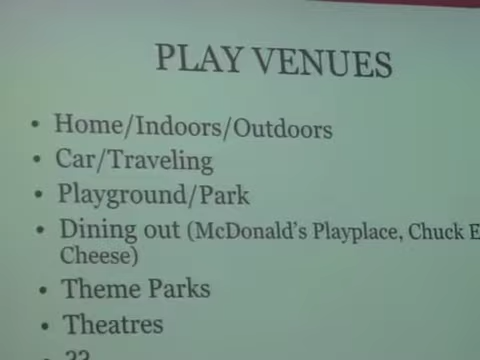 PLAY VENUES
• Home/Indoors/Outdoors
• Car/Traveling
• Playground/Park
• Dining out (McDonald's Playplace, Chuck E
Cheese)
• Theme Parks
• Theatres
• ??